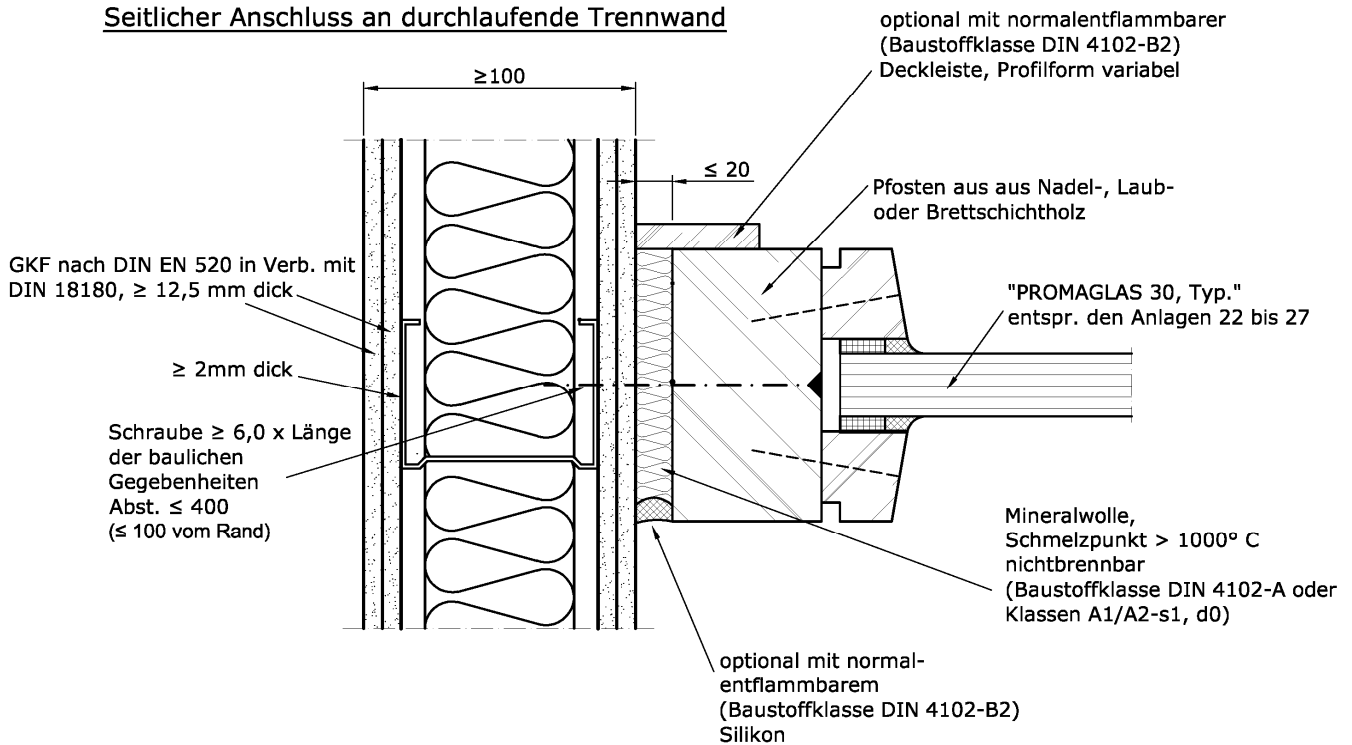 Seitlicher Anschluss an durchlaufende Trennwand
optional mit normalentflammbarer
(Baustoffklasse DIN 4102-B2)
Deckleiste, Profilform variabel
≥100
≤ 20
Pfosten aus aus Nadel-, Laub-
oder Brettschichtholz
GKF nach DIN EN 520 in Verb. mit
DIN 18180, ≥ 12,5 mm dick
"PROMAGLAS 30, Typ."
entspr. den Anlagen 22 bis 27
≥ 2mm dick
Schraube ≥ 6,0 x Länge
der baulichen
Gegebenheiten
Abst. ≤ 400
(≤ 100 vom Rand)
Mineralwolle,
Schmelzpunkt > 1000° C
nichtbrennbar
(Baustoffklasse DIN 4102-A oder
Klassen A1/A2-s1, d0)
optional mit normal-
entflammbarem
(Baustoffklasse DIN 4102-B2)
Silikon